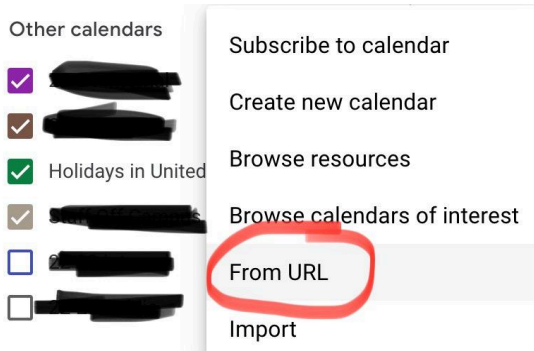 Other calendars
Holidays in United
Subscribe to calendar
Create new calendar
Browse resources
Browse calendars of interest
From URL
Import